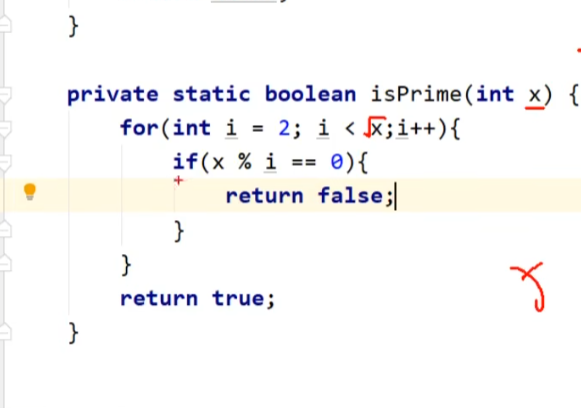 }
private static boolean isPrime(int x) {
for(int i = 2; i < √x;i++){
if(x % i == 0){
return false;
}
}
return true;
}